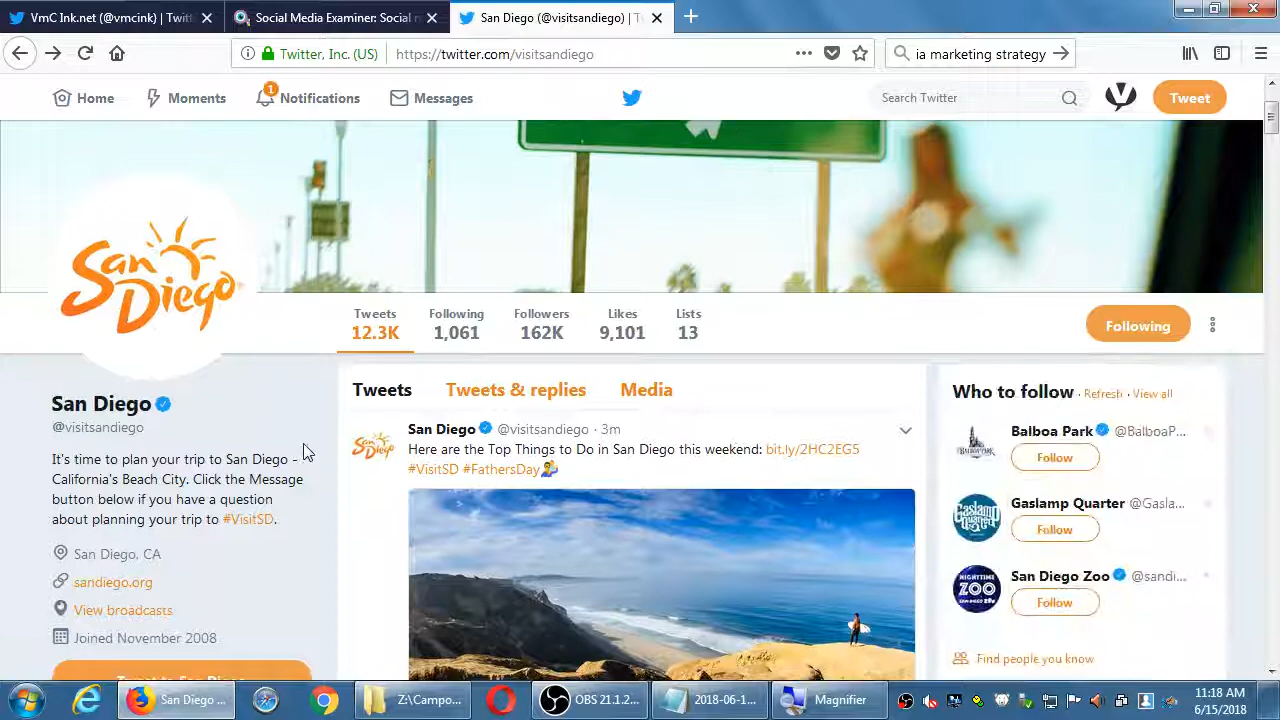 VmC Ink.net (@vmcink) | Twitt
Social Media Examiner: Social m
San Diego (@visitsandiego) | T
Twitter, Inc. (US)
https://twitter.com/visitsandiego
ia marketing strategy
Home
Moments
1
Notifications
Messages
Search Twitter
Tweet
San Diego
Tweets
12.3K
Following
1,061
Followers
162K
Likes
9,101
Lists
13
Following
San Diego
@visitsandiego
It's time to plan your trip to San Diego -
California's Beach City. Click the Message
button below if you have a question
about planning your trip to #VisitSD.
San Diego, CA
sandiego.org
View broadcasts
Joined November 2008
Tweets
Tweets & replies
Media
San Diego @visitsandiego · 3m
Here are the Top Things to Do in San Diego this weekend: bit.ly/2HC2EG5
#VisitSD #FathersDay
Who to follow · Refresh · View all
Balboa Park @BalboaP...
Follow
Gaslamp Quarter @Gasla...
Follow
San Diego Zoo @sandi...
Follow
Find people you know
BALBOA PARK
GASLAMP QUARTER
NIGHTTIME
ZOO
San Diego ...
Z:\Campo...
OBS 21.1.2...
2018-06-1...
Magnifier
11:18 AM
6/15/2018